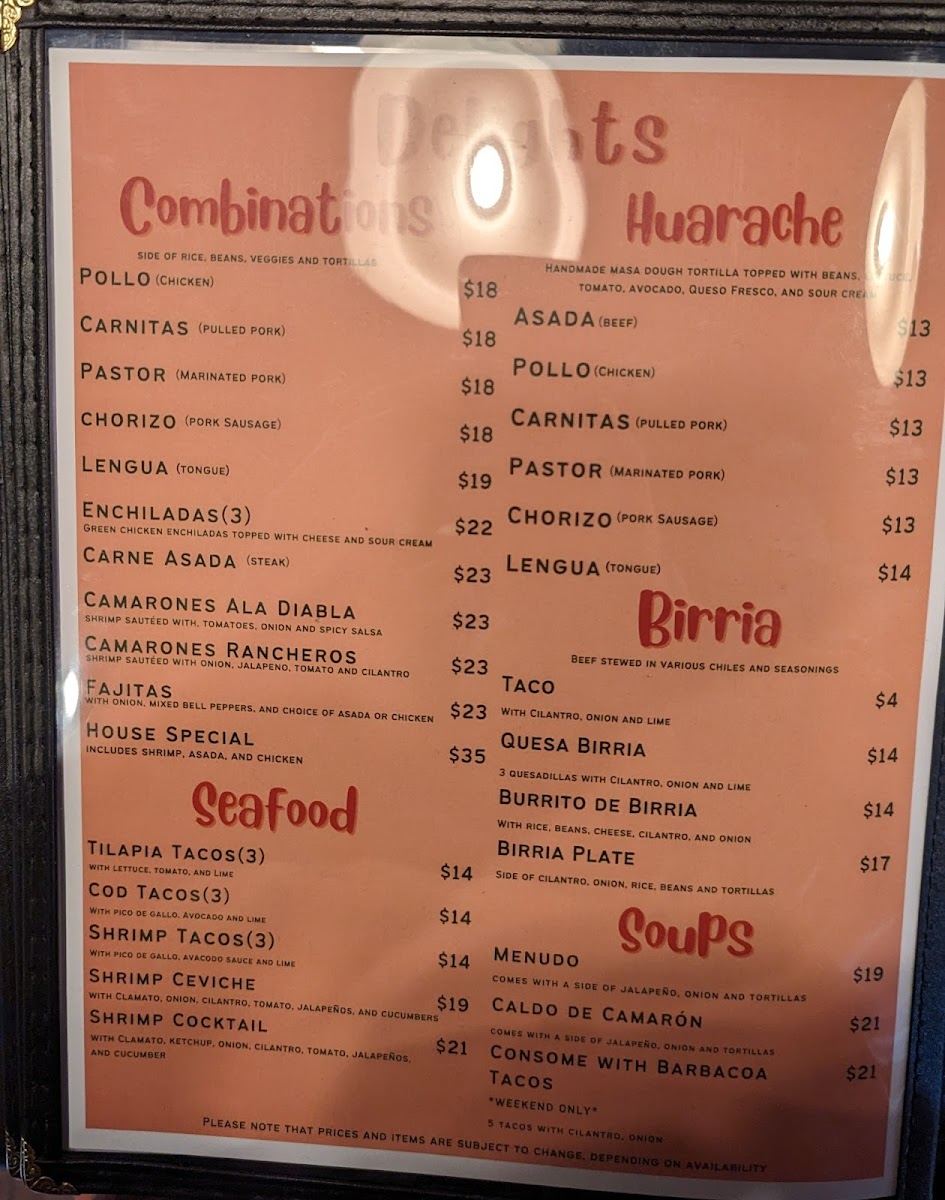 Delights
Combinations
SIDE OF RICE, BEANS, VEGGIES AND TORTILLAS
POLLO (CHICKEN) $18
CARNITAS (PULLED PORK) $18
PASTOR (MARINATED PORK) $18
CHORIZO (PORK SAUSAGE) $18
LENGUA (TONGUE) $19
ENCHILADAS(3) $22
GREEN CHICKEN ENCHILADAS TOPPED WITH CHEESE AND SOUR CREAM
CARNE ASADA (STEAK) $23
CAMARONES ALA DIABLA $23
SHRIMP SAUTÉED WITH, TOMATOES, ONION AND SPICY SALSA
CAMARONES RANCHEROS $23
SHRIMP SAUTÉED WITH ONION, JALAPENO, TOMATO AND CILANTRO
FAJITAS $23
WITH ONION, MIXED BELL PEPPERS, AND CHOICE OF ASADA OR CHICKEN
HOUSE SPECIAL $35
INCLUDES SHRIMP, ASADA, AND CHICKEN
Seafood
TILAPIA TACOS(3) $14
WITH LETTUCE, TOMATO, AND LIME
COD TACOS(3) $14
WITH PICO DE GALLO, AVOCADO AND LIME
SHRIMP TACOS(3) $14
WITH PICO DE GALLO, AVACODO SAUCE AND LIME
SHRIMP CEVICHE $19
WITH CLAMATO, ONION, CILANTRO, TOMATO, JALAPEÑOS, AND CUCUMBERS
SHRIMP COCKTAIL $21
WITH CLAMATO, KETCHUP, ONION, CILANTRO, TOMATO, JALAPEÑOS,
AND CUCUMBER
Huarache
HANDMADE MASA DOUGH TORTILLA TOPPED WITH BEANS,
TOMATO, AVOCADO, QUESO FRESCO, AND SOUR CREAM
ASADA (BEEF) $13
POLLO (CHICKEN) $13
CARNITAS (PULLED PORK) $13
PASTOR (MARINATED PORK) $13
CHORIZO (PORK SAUSAGE) $13
LENGUA (TONGUE) $14
Birria
BEEF STEWED IN VARIOUS CHILES AND SEASONINGS
TACO $4
WITH CILANTRO, ONION AND LIME
QUESA BIRRIA $14
3 QUESADILLAS WITH CILANTRO, ONION AND LIME
BURRITO DE BIRRIA $14
WITH RICE, BEANS, CHEESE, CILANTRO, AND ONION
BIRRIA PLATE $17
SIDE OF CILANTRO, ONION, RICE, BEANS AND TORTILLAS
Soups
MENUDO $19
COMES WITH A SIDE OF JALAPEÑO, ONION AND TORTILLAS
CALDO DE CAMARÓN $21
COMES WITH A SIDE OF JALAPEÑO, ONION AND TORTILLAS
CONSOME WITH BARBACOA $21
TACOS
*WEEKEND ONLY*
5 TACOS WITH CILANTRO, ONION
PLEASE NOTE THAT PRICES AND ITEMS ARE SUBJECT TO CHANGE, DEPENDING ON AVAILABILITY